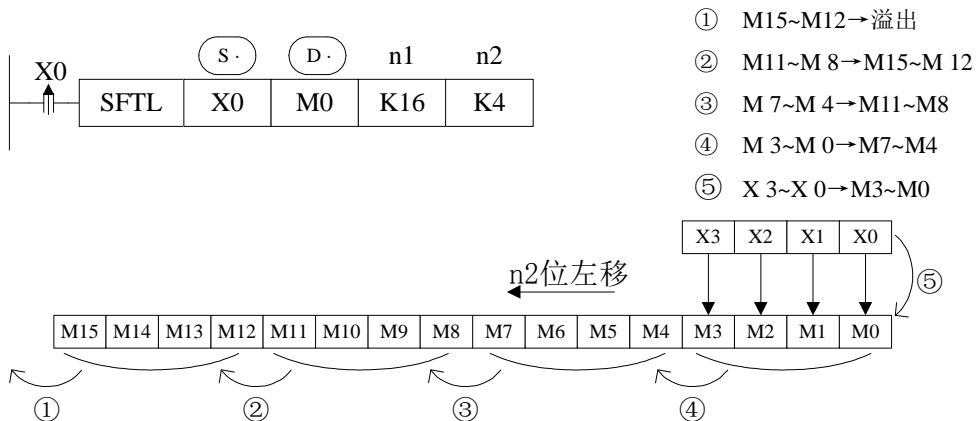 S · D · n1 n2
X0
SFTL X0 M0 K16 K4
① M15~M12→溢出
② M11~M 8→M15~M 12
③ M 7~M 4→M11~M8
④ M 3~M 0→M7~M4
⑤ X 3~X 0→M3~M0
X3 X2 X1 X0
n2位左移
⑤
M15 M14 M13 M12 M11 M10 M9 M8 M7 M6 M5 M4 M3 M2 M1 M0
① ② ③ ④